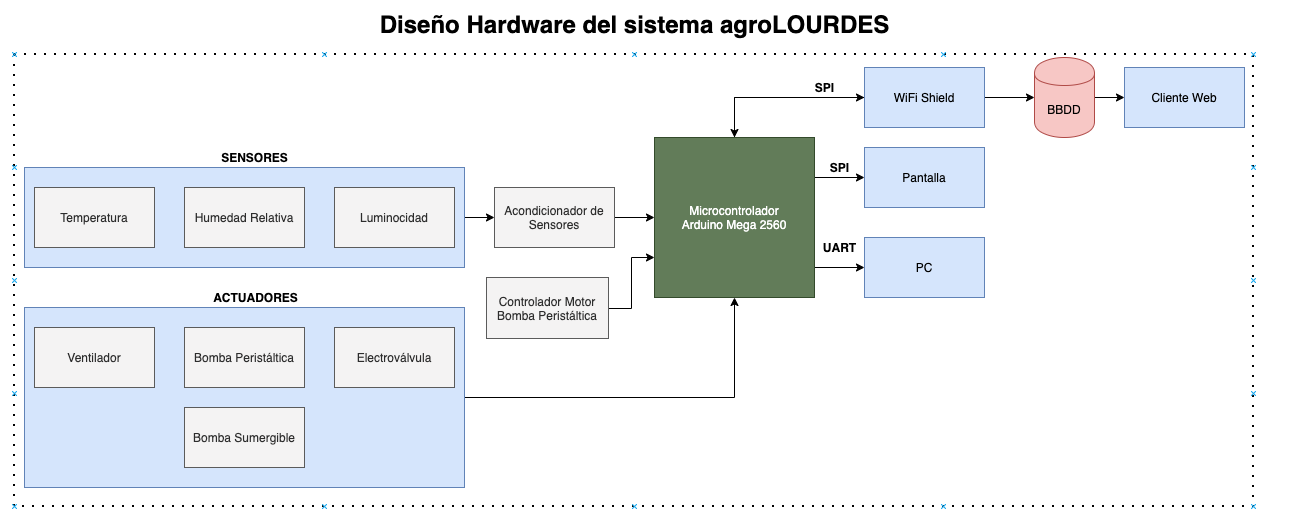 Diseño Hardware del sistema agroLOURDES
SPI
WiFi Shield
BBDD
Cliente Web
SENSORES
Temperatura
Humedad Relativa
Luminocidad
Acondicionador de
Sensores
Microcontrolador
Arduino Mega 2560
SPI
Pantalla
UART
PC
Controlador Motor
Bomba Peristáltica
ACTUADORES
Ventilador
Bomba Peristáltica
Electroválvula
Bomba Sumergible